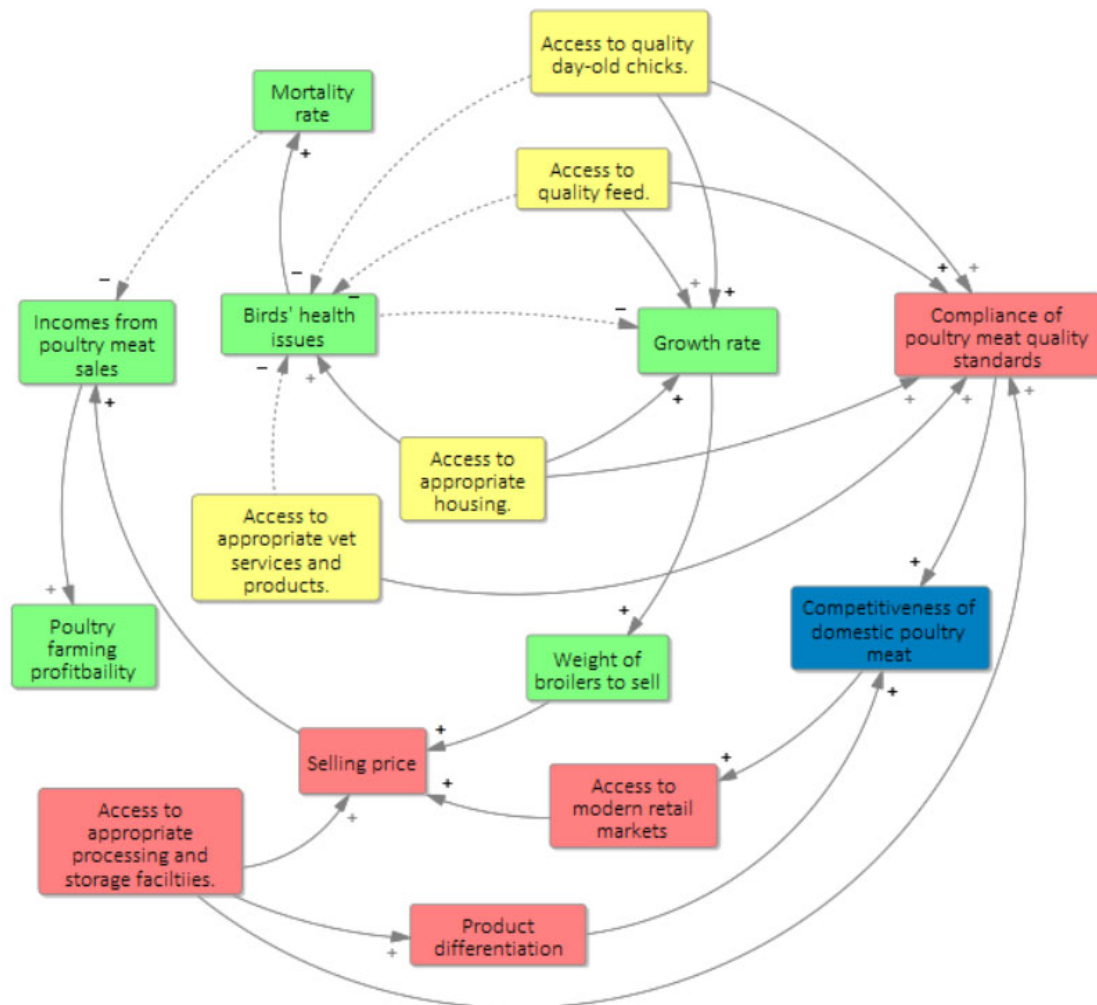 Access to quality
day-old chicks.
Mortality
rate
Access to
quality feed.
Incomes from
poultry meat
sales
Birds' health
issues
Growth rate
Compliance of
poultry meat quality
standards
Access to
appropriate
housing.
Access to
appropriate vet
services and
products.
Poultry
farming
profitbaility
Weight of
broilers to sell
Competitiveness of
domestic poultry
meat
Selling price
Access to
modern retail
markets
Access to
appropriate
processing and
storage faciltiies.
Product
differentiation